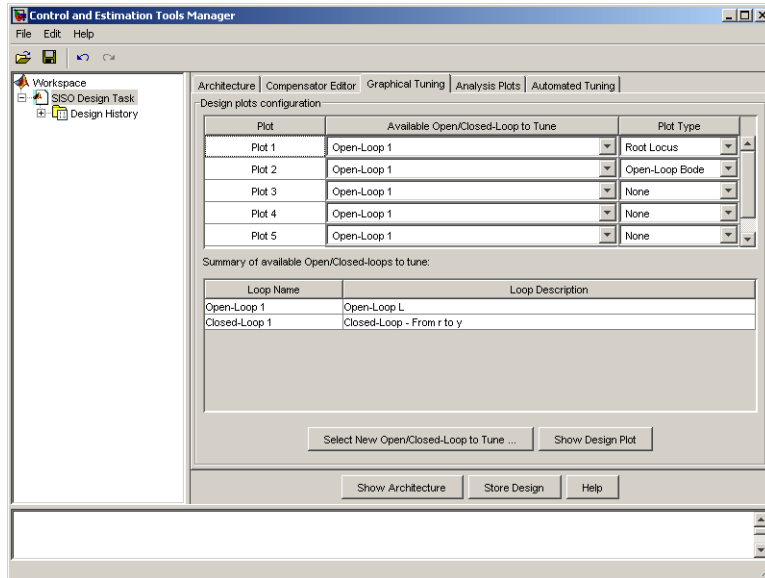 Control and Estimation Tools Manager
File Edit Help
Workspace
SISO Design Task
Design History
Architecture Compensator Editor Graphical Tuning Analysis Plots Automated Tuning
Design plots configuration
Plot Available Open/Closed-Loop to Tune Plot Type
Plot 1 Open-Loop 1 Root Locus
Plot 2 Open-Loop 1 Open-Loop Bode
Plot 3 Open-Loop 1 None
Plot 4 Open-Loop 1 None
Plot 5 Open-Loop 1 None
Summary of available Open/Closed-loops to tune:
Loop Name Loop Description
Open-Loop 1 Open-Loop L
Closed-Loop 1 Closed-Loop - From r to y
Select New Open/Closed-Loop to Tune ... Show Design Plot
Show Architecture Store Design Help